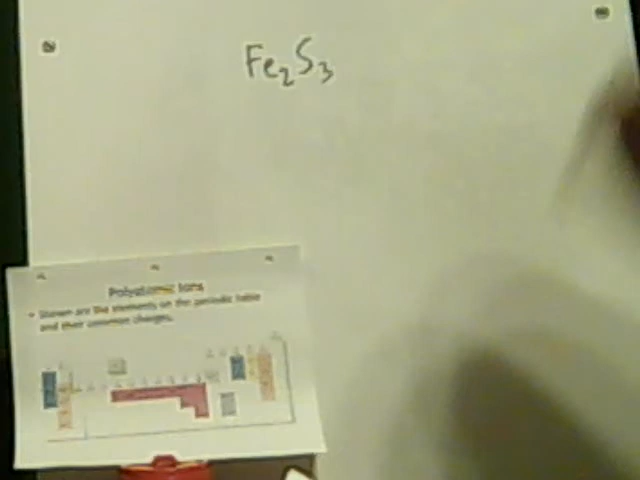 Fe₂S₃
Polyatomic Ions
• Shown are the elements on the periodic table
and their common charges.